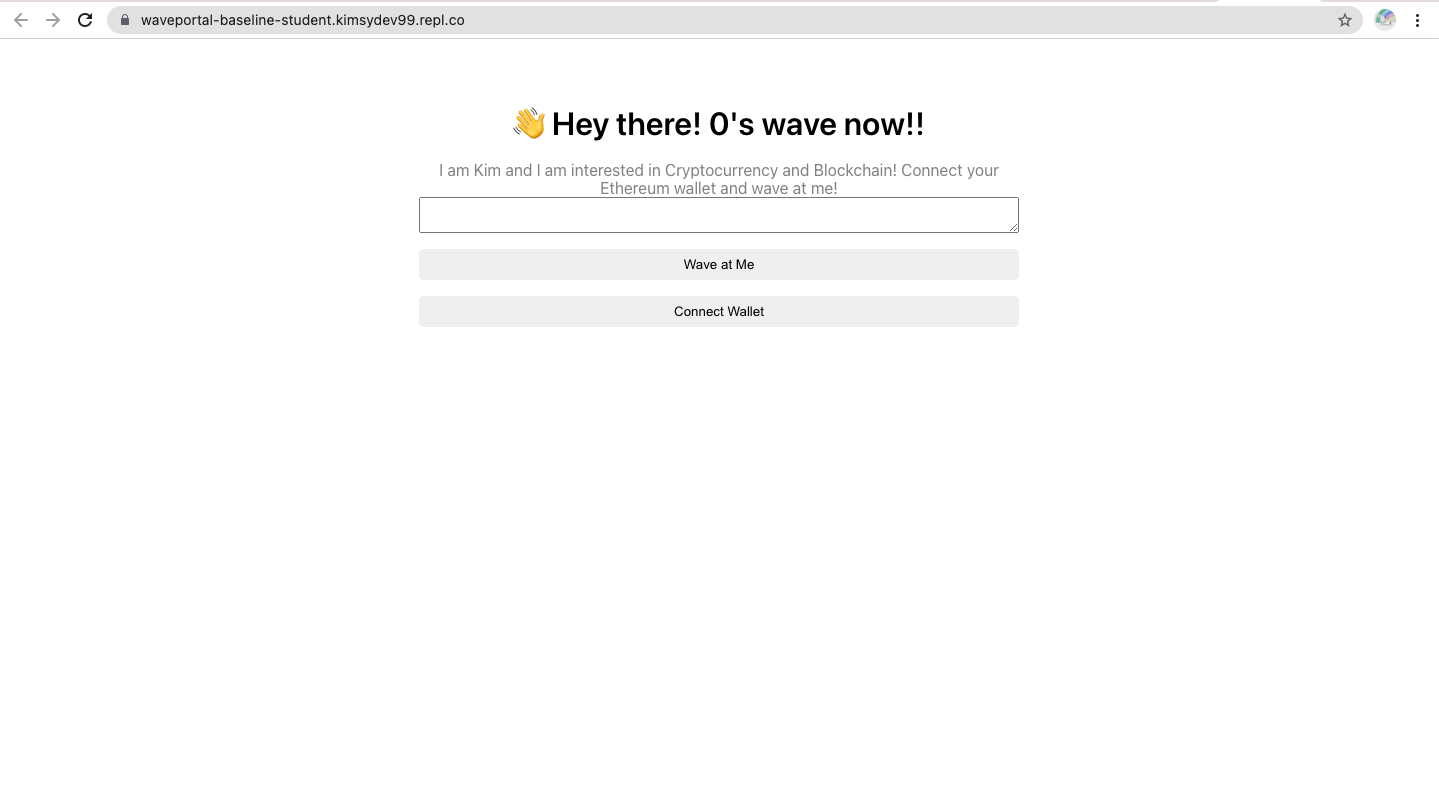 waveportal-baseline-student.kimsydev99.repl.co
👋 Hey there! 0's wave now!!
I am Kim and I am interested in Cryptocurrency and Blockchain! Connect your
Ethereum wallet and wave at me!
Wave at Me
Connect Wallet